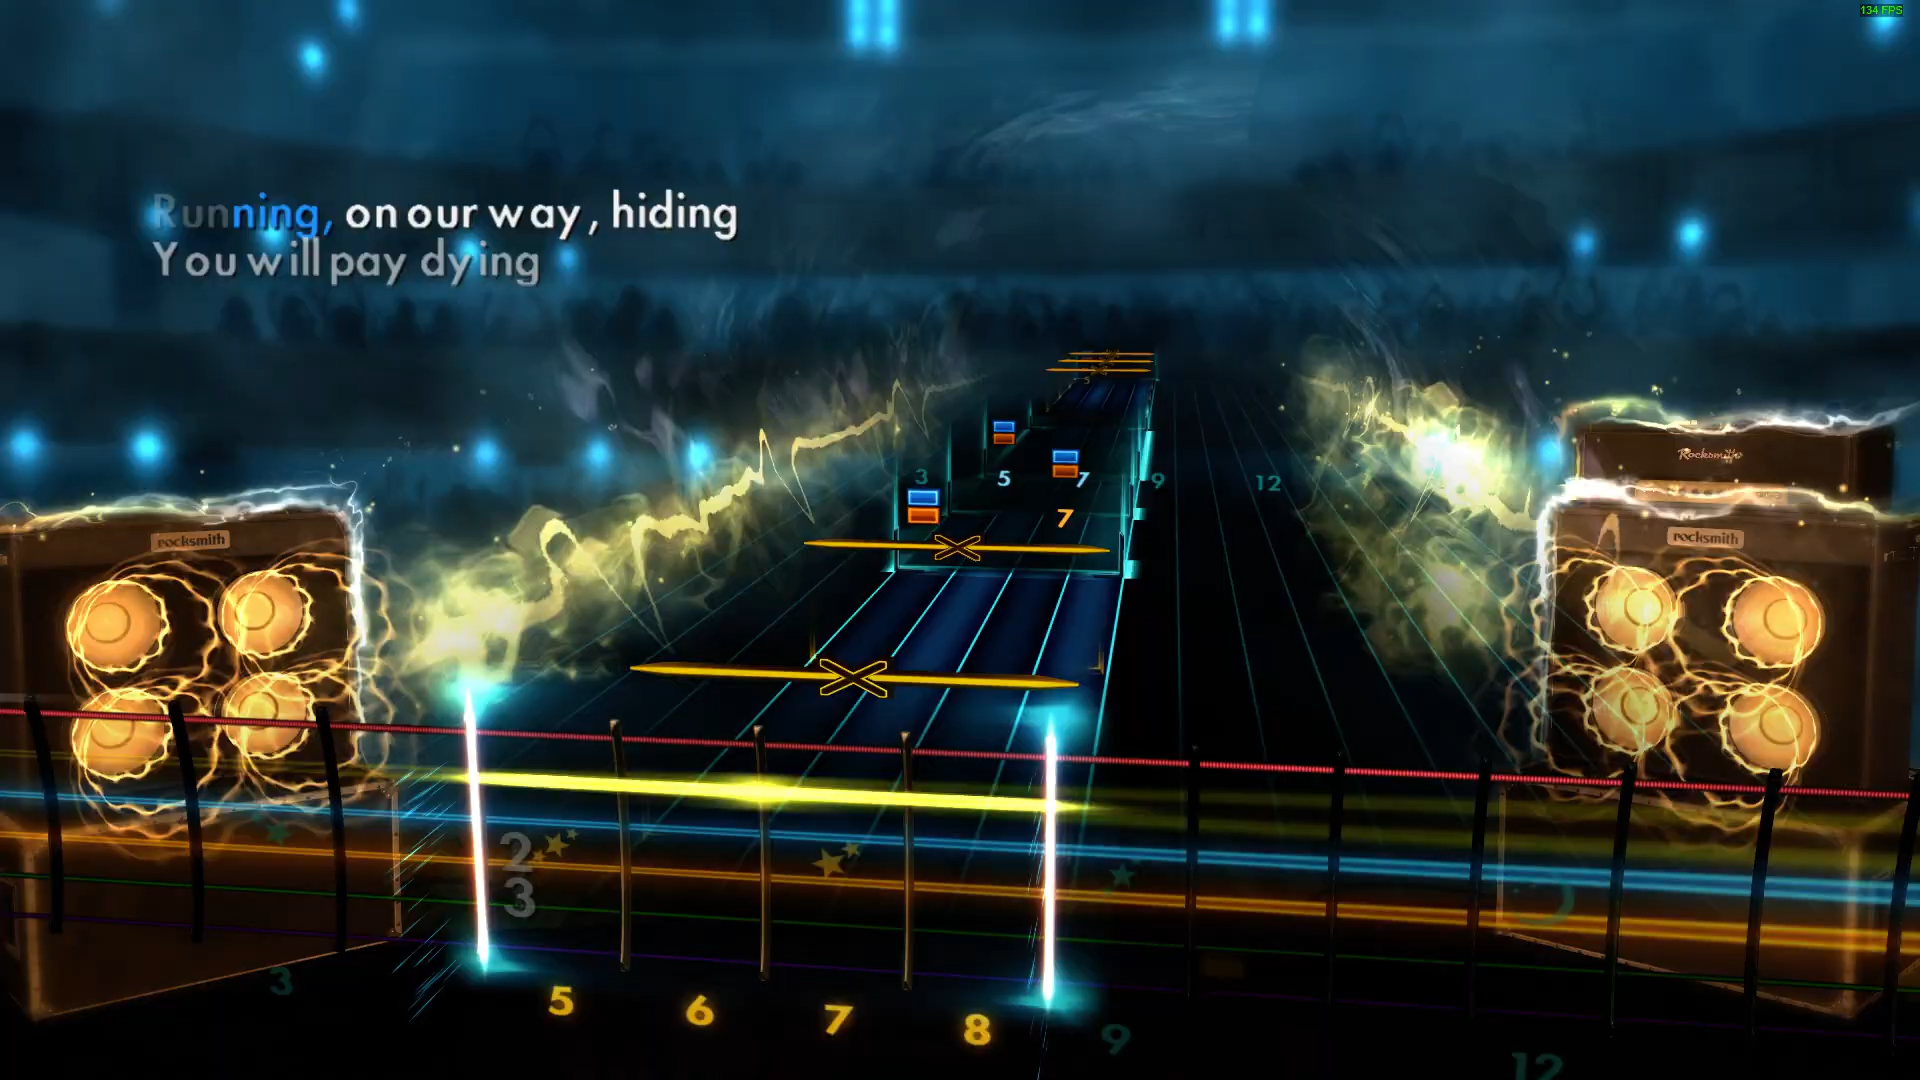 134 FPS
Running, on our way, hiding
You will pay dying
Rocksmith
5
3 5 7 9 12
7
rocksmith
rocksmith
2
3
3 5 6 7 8 9 12